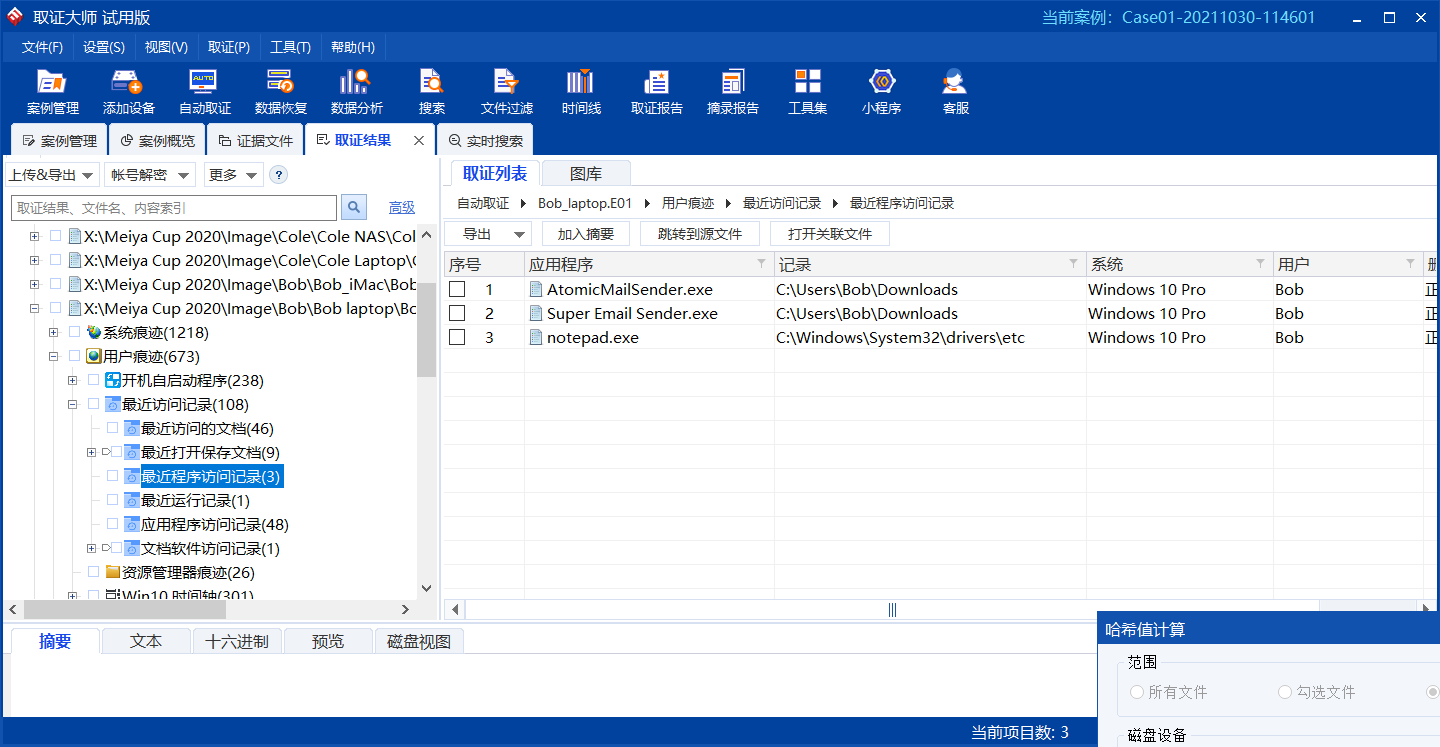 取证大师 试用版
当前案例：Case01-20211030-114601
文件(F) 设置(S) 视图(V) 取证(P) 工具(T) 帮助(H)
AUTO
案例管理 添加设备 自动取证 数据恢复 数据分析 搜索 文件过滤 时间线 取证报告 摘录报告 工具集 小程序 客服
案例管理 案例概览 证据文件 取证结果 实时搜索
上传&导出 帐号解密 更多 ?
取证结果、文件名、内容索引 高级
X:\Meiya Cup 2020\Image\Cole\Cole NAS\Col
X:\Meiya Cup 2020\Image\Cole\Cole Laptop\
X:\Meiya Cup 2020\Image\Bob\Bob_iMac\Bob
X:\Meiya Cup 2020\Image\Bob\Bob laptop\Bo
系统痕迹(1218)
用户痕迹(673)
开机自启动程序(238)
最近访问记录(108)
最近访问的文档(46)
最近打开保存文档(9)
最近程序访问记录(3)
最近运行记录(1)
应用程序访问记录(48)
文档软件访问记录(1)
资源管理器痕迹(26)
Win10 时间轴(301)
取证列表 图库
自动取证 Bob_laptop.E01 用户痕迹 最近访问记录 最近程序访问记录
导出 加入摘要 跳转到源文件 打开关联文件
序号 应用程序 记录 系统 用户
1 AtomicMailSender.exe C:\Users\Bob\Downloads Windows 10 Pro Bob 正
2 Super Email Sender.exe C:\Users\Bob\Downloads Windows 10 Pro Bob 正
3 notepad.exe C:\Windows\System32\drivers\etc Windows 10 Pro Bob 正
摘要 文本 十六进制 预览 磁盘视图
当前项目数: 3
哈希值计算
范围
所有文件 勾选文件
磁盘设备